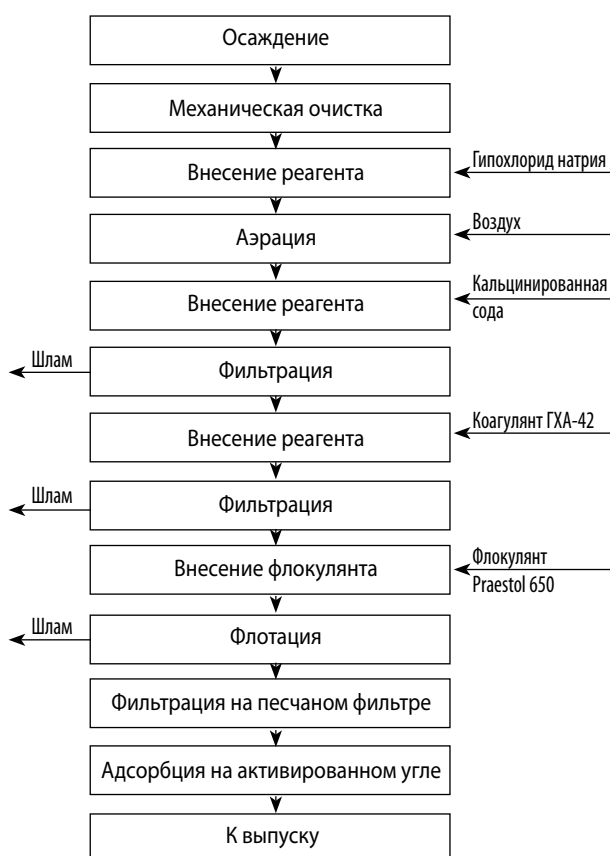 Осаждение
Механическая очистка
Внесение реагента
Гипохлорид натрия
Аэрация
Воздух
Внесение реагента
Кальцинированная
сода
Шлам
Фильтрация
Внесение реагента
Коагулянт ГХА-42
Шлам
Фильтрация
Внесение флокулянта
Флокулянт
Praestol 650
Шлам
Флотация
Фильтрация на песчаном фильтре
Адсорбция на активированном угле
К выпуску